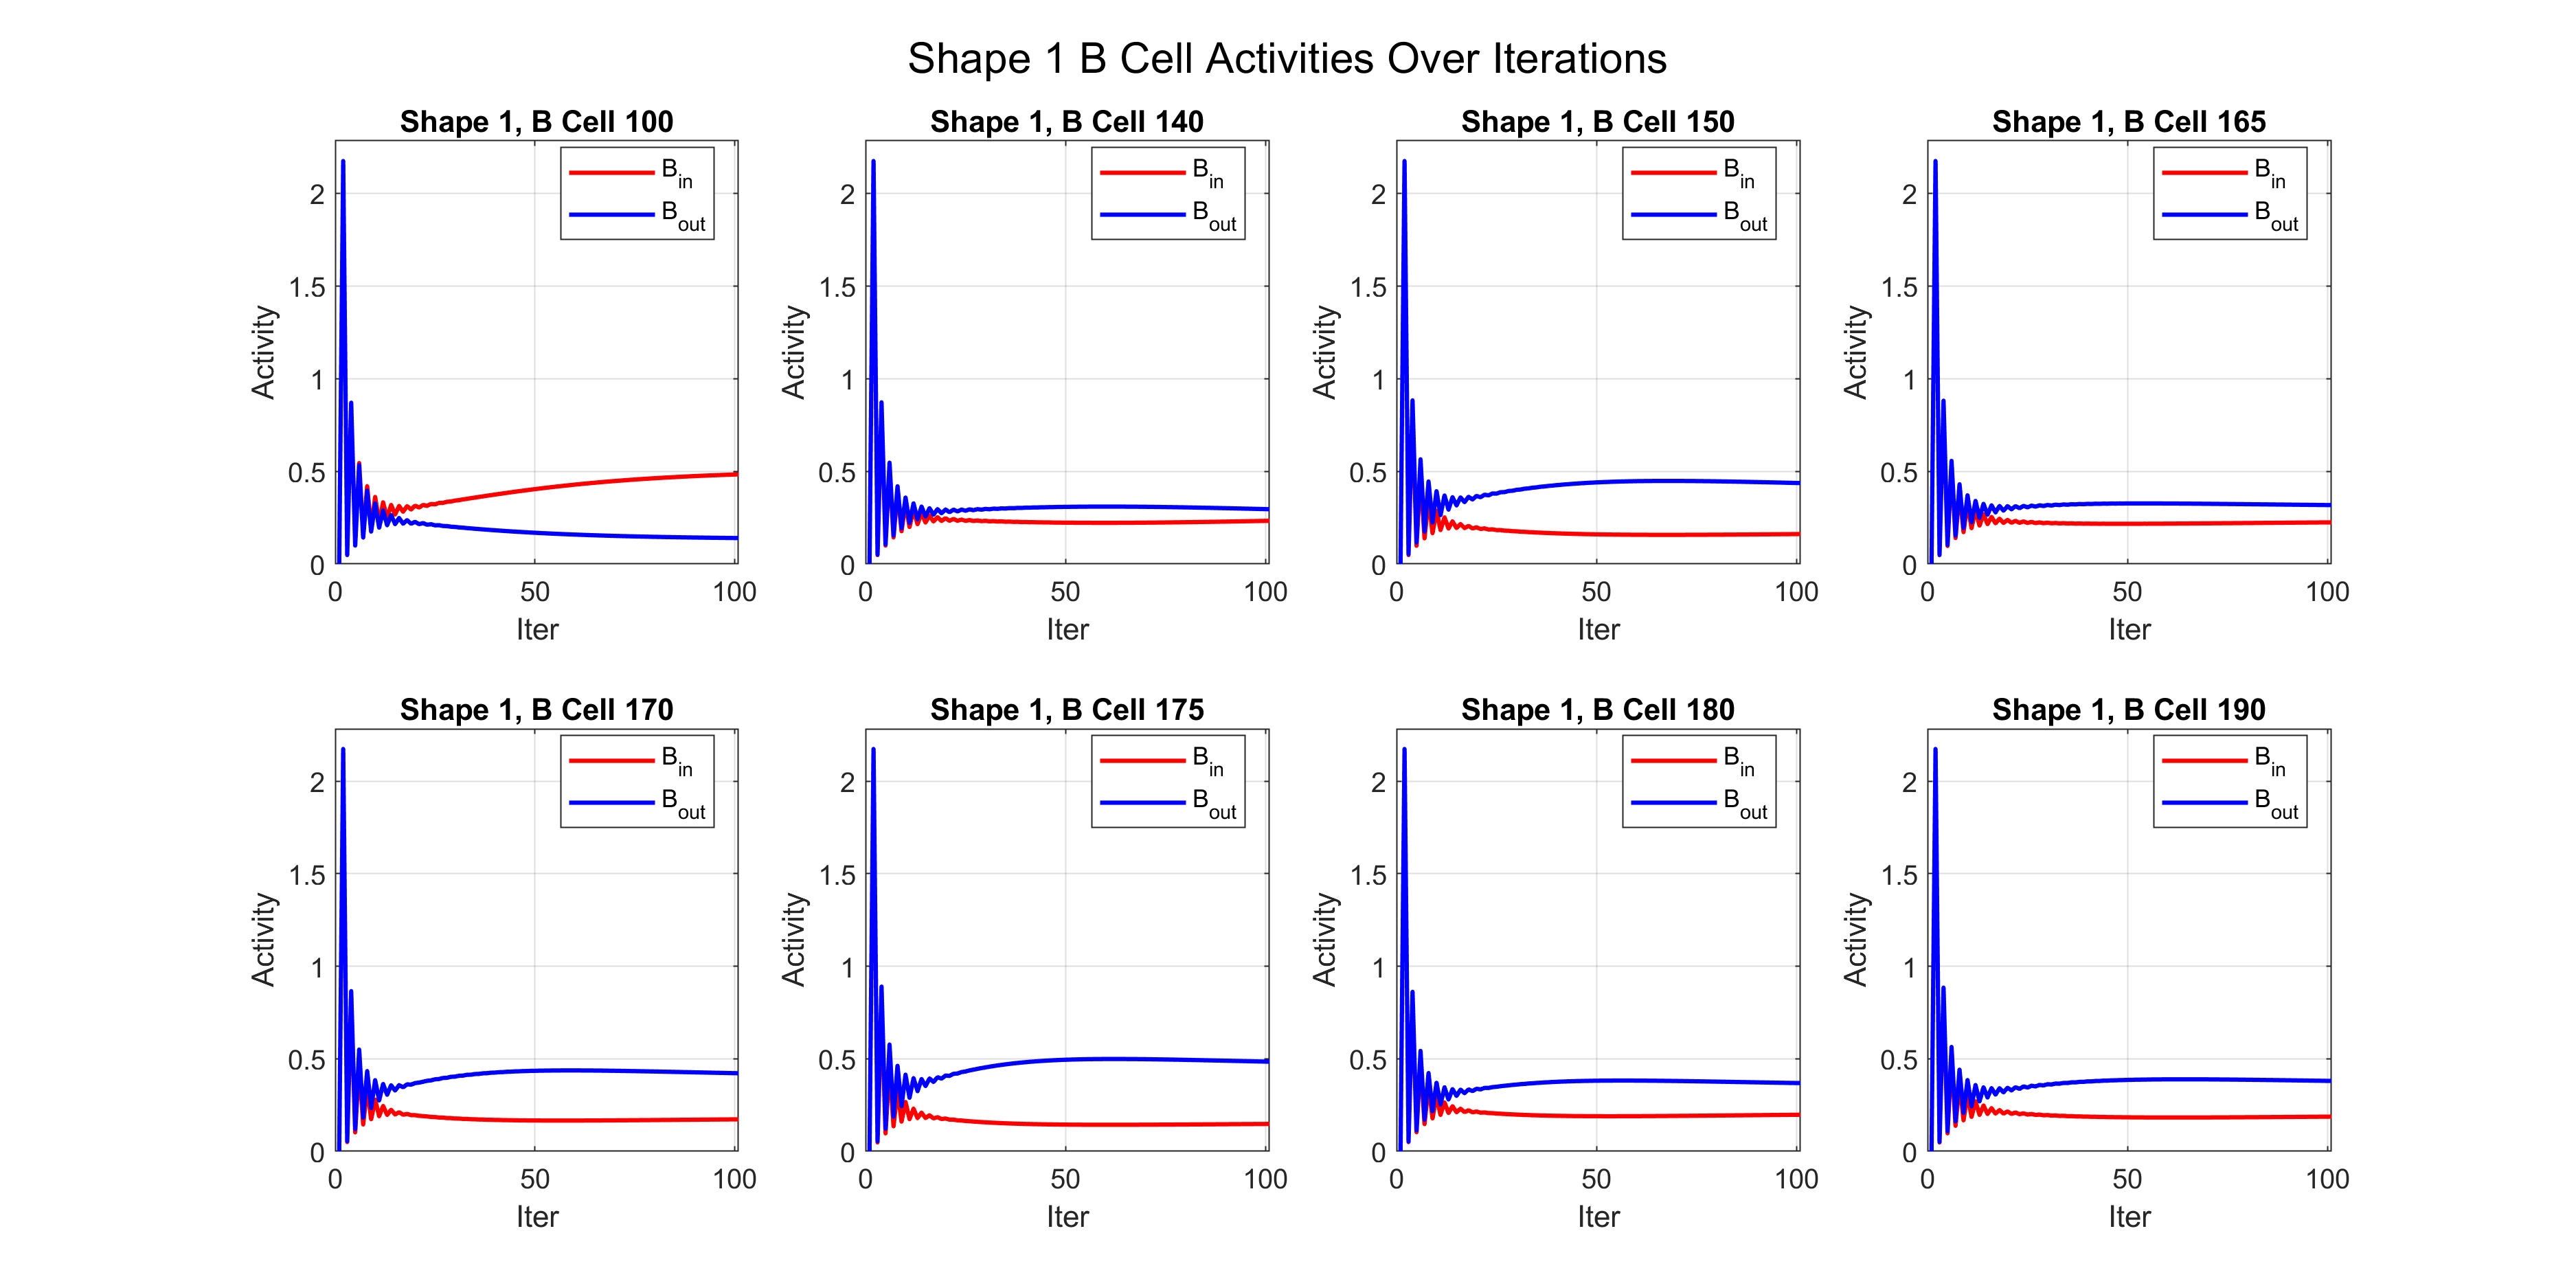 Shape 1 B Cell Activities Over Iterations
Shape 1, B Cell 100
B_in
B_out
2
1.5
1
0.5
0
Activity
0 50 100
Iter
Shape 1, B Cell 140
B_in
B_out
2
1.5
1
0.5
0
Activity
0 50 100
Iter
Shape 1, B Cell 150
B_in
B_out
2
1.5
1
0.5
0
Activity
0 50 100
Iter
Shape 1, B Cell 165
B_in
B_out
2
1.5
1
0.5
0
Activity
0 50 100
Iter
Shape 1, B Cell 170
B_in
B_out
2
1.5
1
0.5
0
Activity
0 50 100
Iter
Shape 1, B Cell 175
B_in
B_out
2
1.5
1
0.5
0
Activity
0 50 100
Iter
Shape 1, B Cell 180
B_in
B_out
2
1.5
1
0.5
0
Activity
0 50 100
Iter
Shape 1, B Cell 190
B_in
B_out
2
1.5
1
0.5
0
Activity
0 50 100
Iter